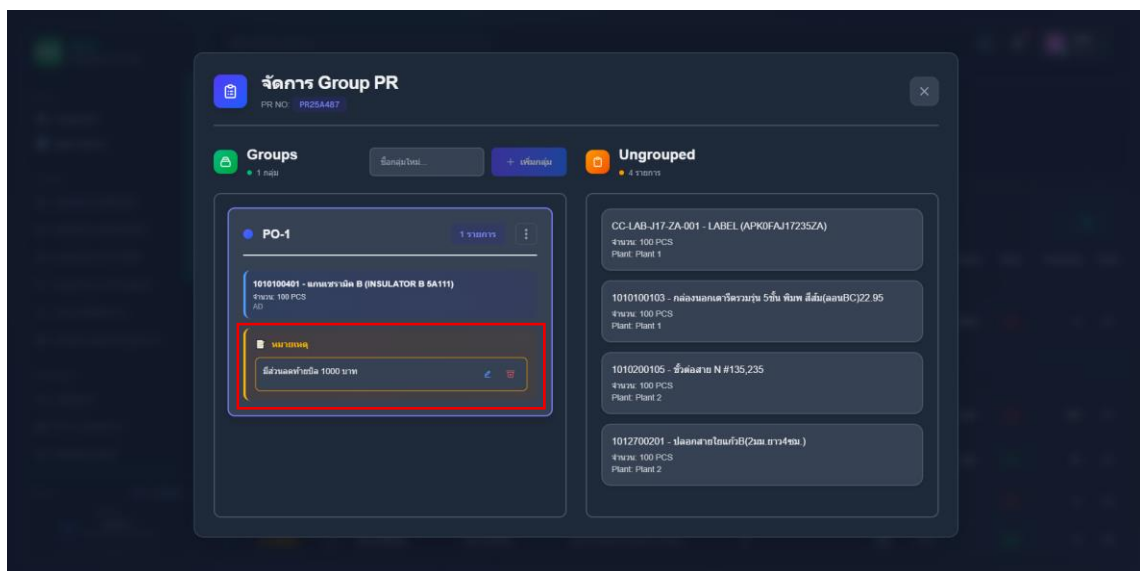 จัดการ Group PR
PR NO: PR25A487
Groups
1 กลุ่ม
ชื่อกลุ่มใหม่...
+ เพิ่มกลุ่ม
Ungrouped
4 รายการ
PO-1
1 รายการ
1010100401 - แกนเซรามิค B (INSULATOR B 5A111)
จำนวน: 100 PCS
AD
หมายเหตุ
มีส่วนลดท้ายบิล 1000 บาท
CC-LAB-J17-ZA-001 - LABEL (APK0FAJ17235ZA)
จำนวน: 100 PCS
Plant: Plant 1
1010100103 - กล่องนอกเตารีดรวมรุ่น 5ชั้น พิมพ์ สีส้ม(ลอนBC)22.95
จำนวน: 100 PCS
Plant: Plant 1
1010200105 - ขั้วต่อสาย N #135,235
จำนวน: 100 PCS
Plant: Plant 2
1012700201 - ปลอกสายใยแก้วB(2มม.ยาว4ซม.)
จำนวน: 100 PCS
Plant: Plant 2